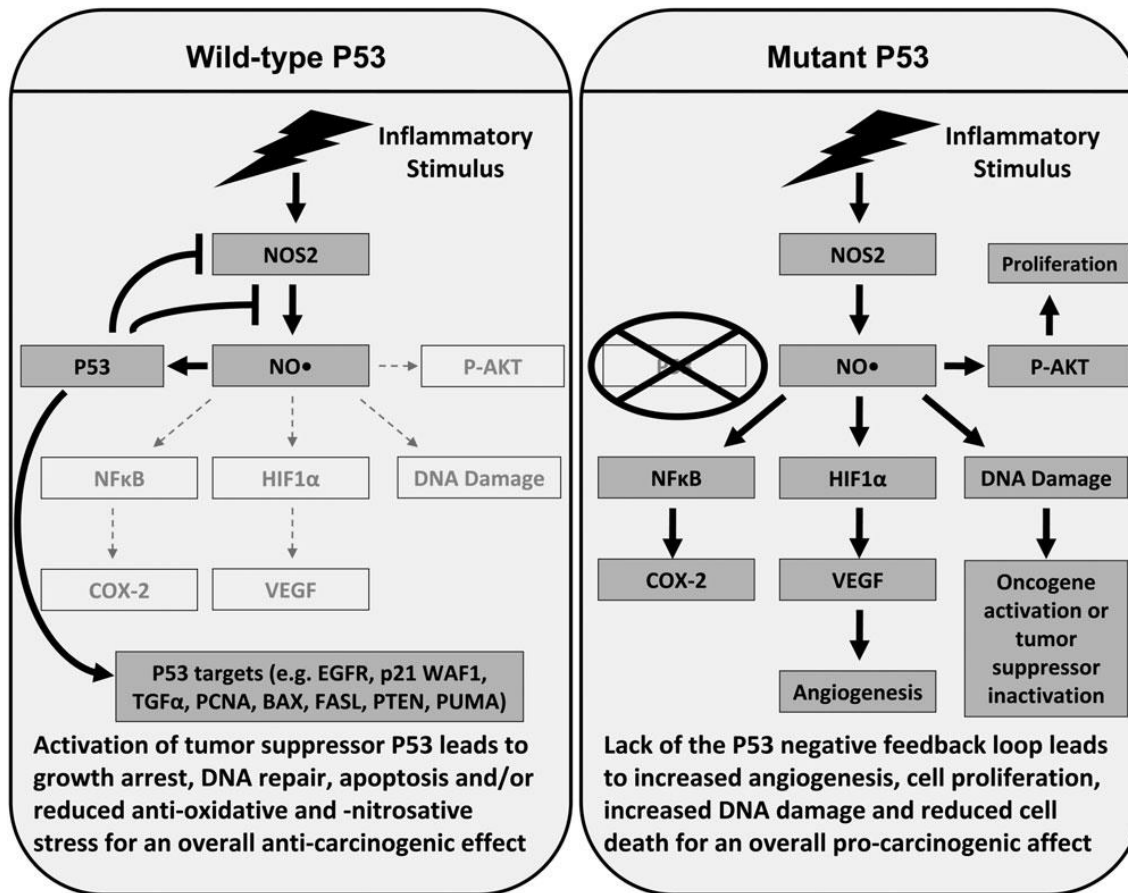 Wild-type P53
Inflammatory
Stimulus
NOS2
P53
NO•
P-AKT
NFκB
HIF1α
DNA Damage
COX-2
VEGF
P53 targets (e.g. EGFR, p21 WAF1,
TGFα, PCNA, BAX, FASL, PTEN, PUMA)
Activation of tumor suppressor P53 leads to
growth arrest, DNA repair, apoptosis and/or
reduced anti-oxidative and -nitrosative
stress for an overall anti-carcinogenic effect
Mutant P53
Inflammatory
Stimulus
NOS2
Proliferation
P53
NO•
P-AKT
NFκB
HIF1α
DNA Damage
COX-2
VEGF
Oncogene
activation or
tumor
suppressor
inactivation
Angiogenesis
Lack of the P53 negative feedback loop leads
to increased angiogenesis, cell proliferation,
increased DNA damage and reduced cell
death for an overall pro-carcinogenic affect